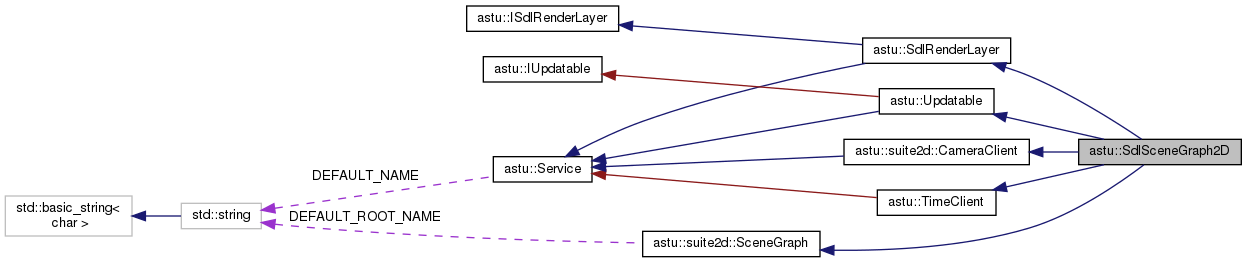 astu::ISdlRenderLayer
astu::SdlRenderLayer
astu::IUpdatable
astu::Updatable
astu::suite2d::CameraClient
astu::SdlSceneGraph2D
astu::Service
DEFAULT_NAME
astu::TimeClient
std::basic_string<
char >
std::string
DEFAULT_ROOT_NAME
astu::suite2d::SceneGraph